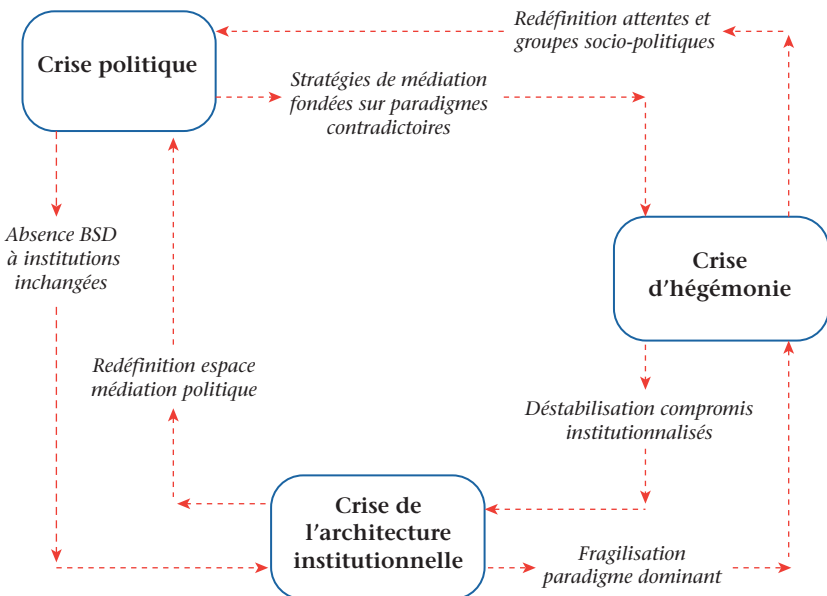 Redéfinition attentes et
groupes socio-politiques
Crise politique
Stratégies de médiation
fondées sur paradigmes
contradictoires
Absence BSD
à institutions
inchangées
Crise
d'hégémonie
Redéfinition espace
médiation politique
Déstabilisation compromis
institutionnalisés
Crise de
l'architecture
institutionnelle
Fragilisation
paradigme dominant